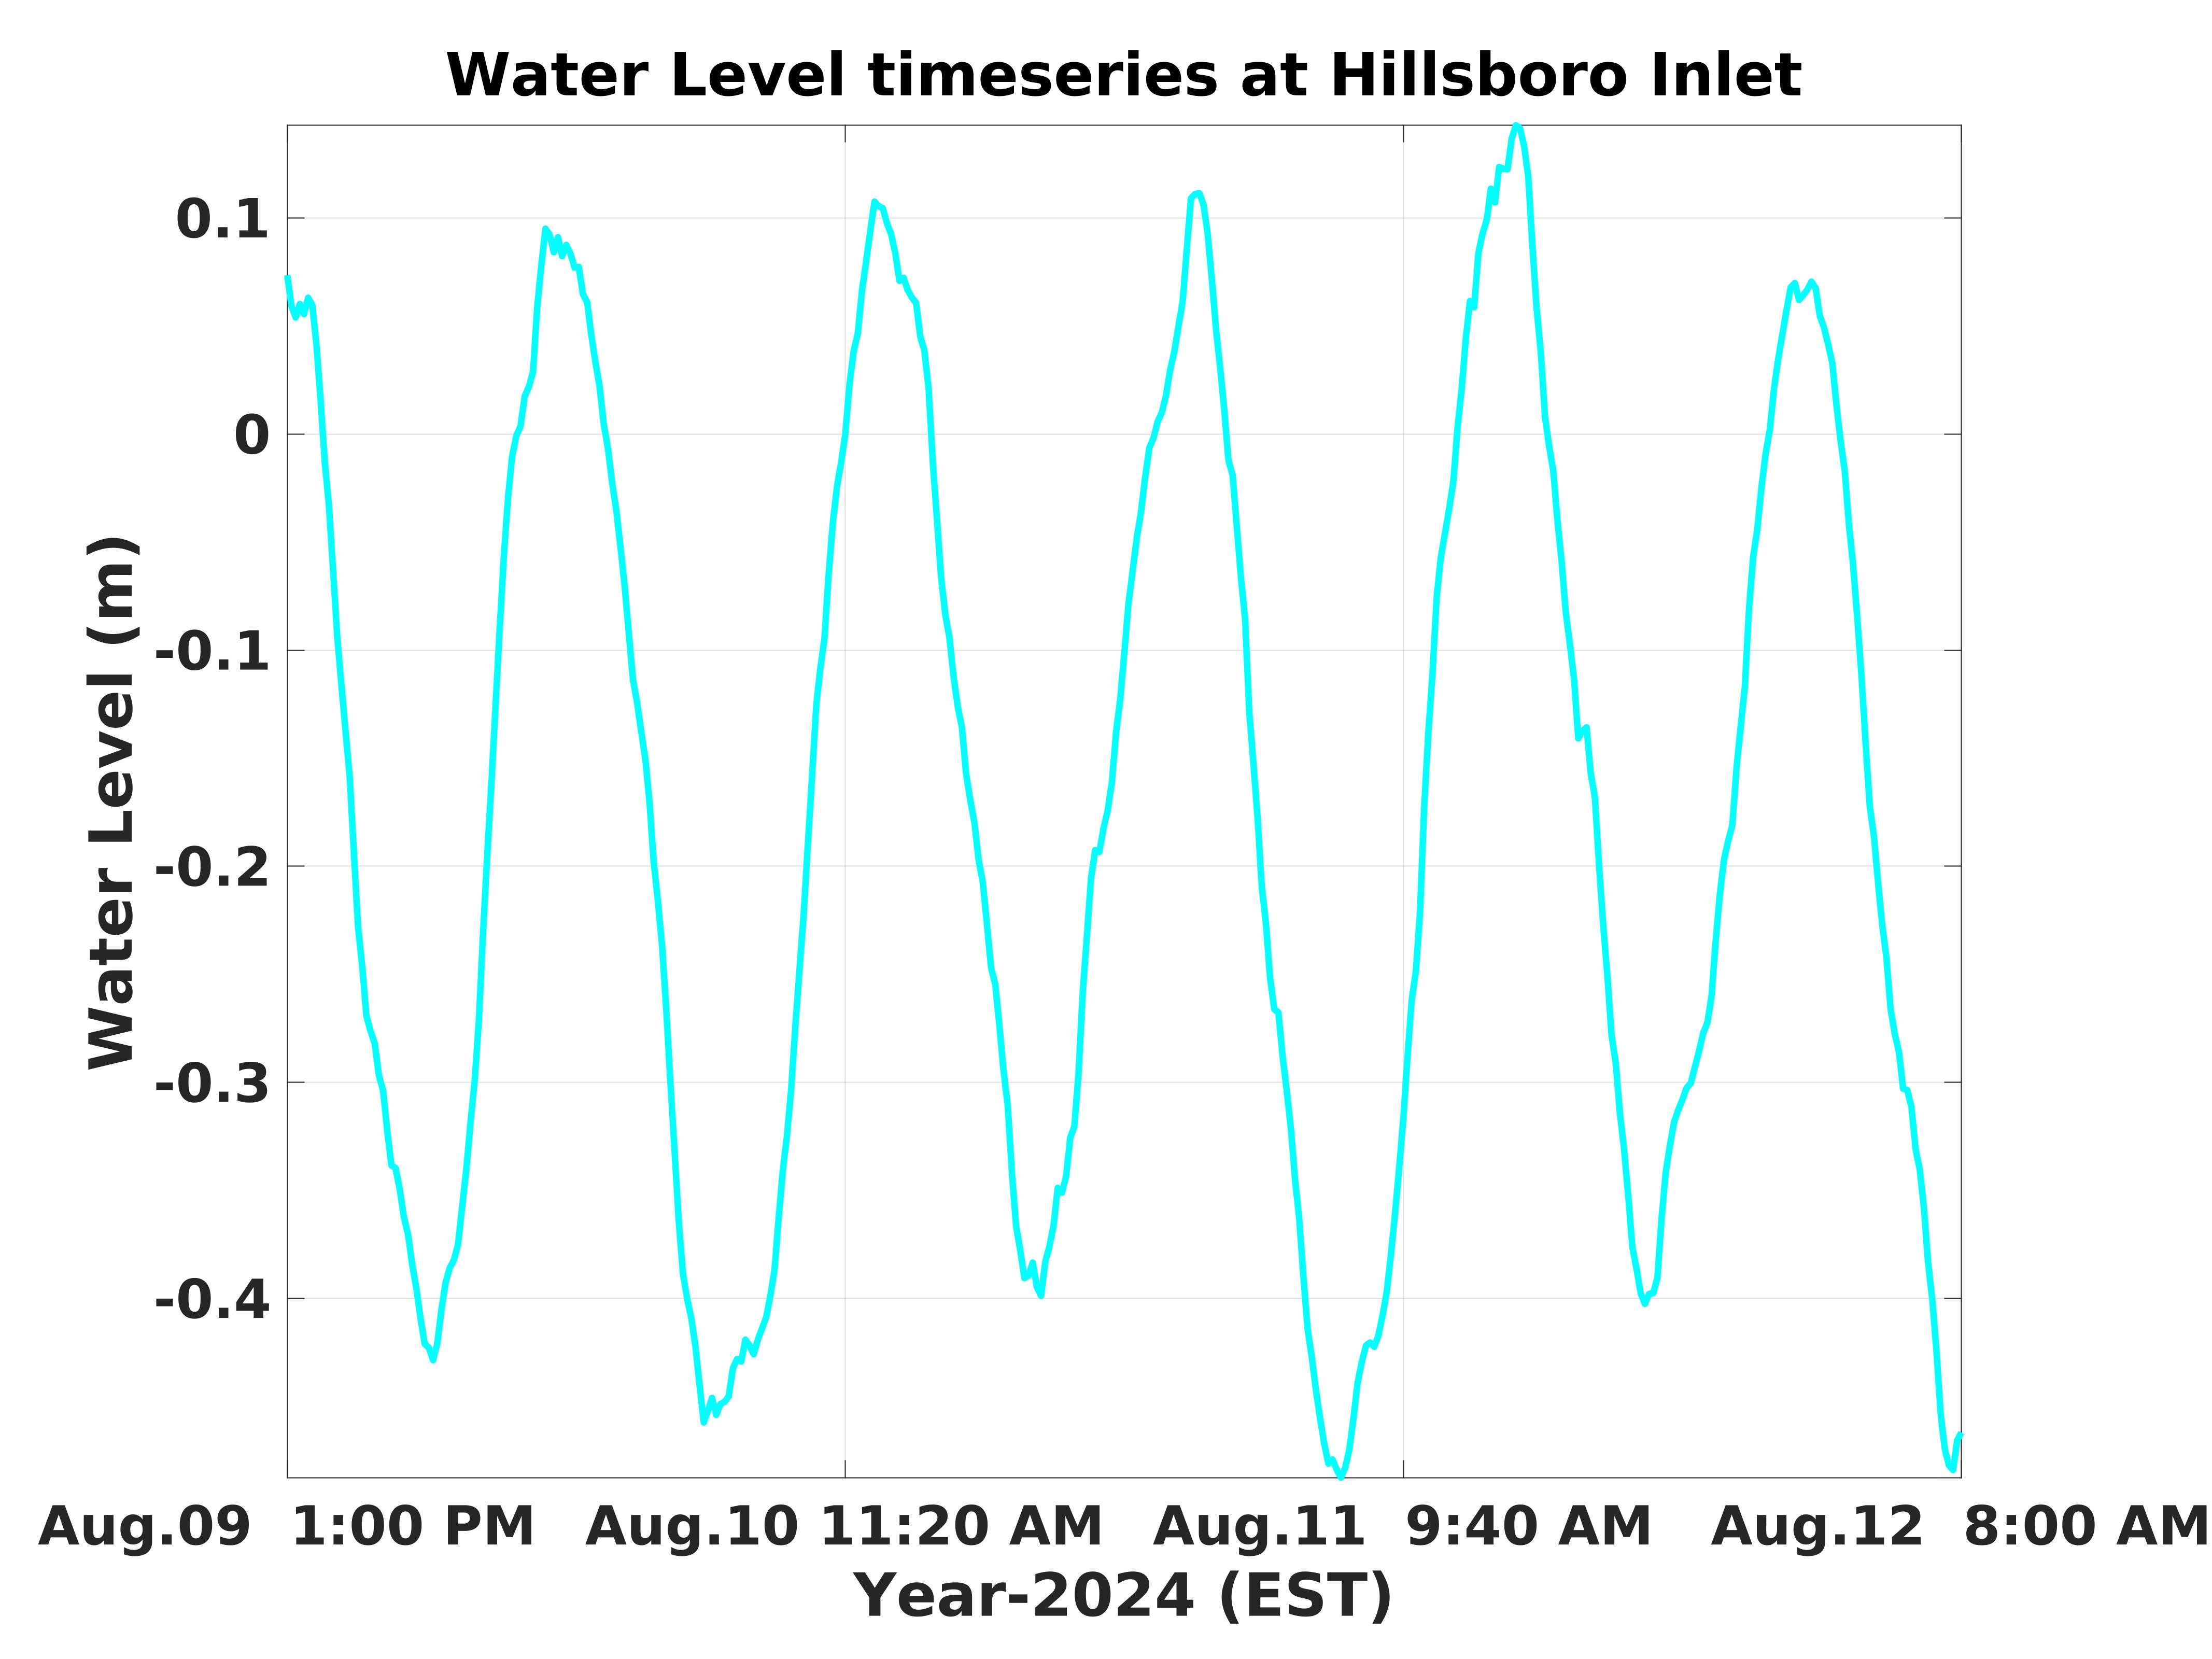 Water Level timeseries at Hillsboro Inlet
Water Level (m)
0.1
0
-0.1
-0.2
-0.3
-0.4
Aug.09 1:00 PM Aug.10 11:20 AM Aug.11 9:40 AM Aug.12 8:00 AM
Year-2024 (EST)